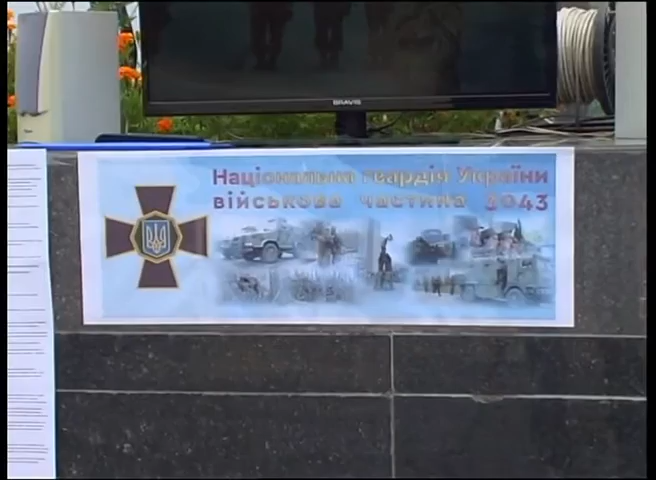 BRAVIS
Національна гвардія України
військова частина 3043